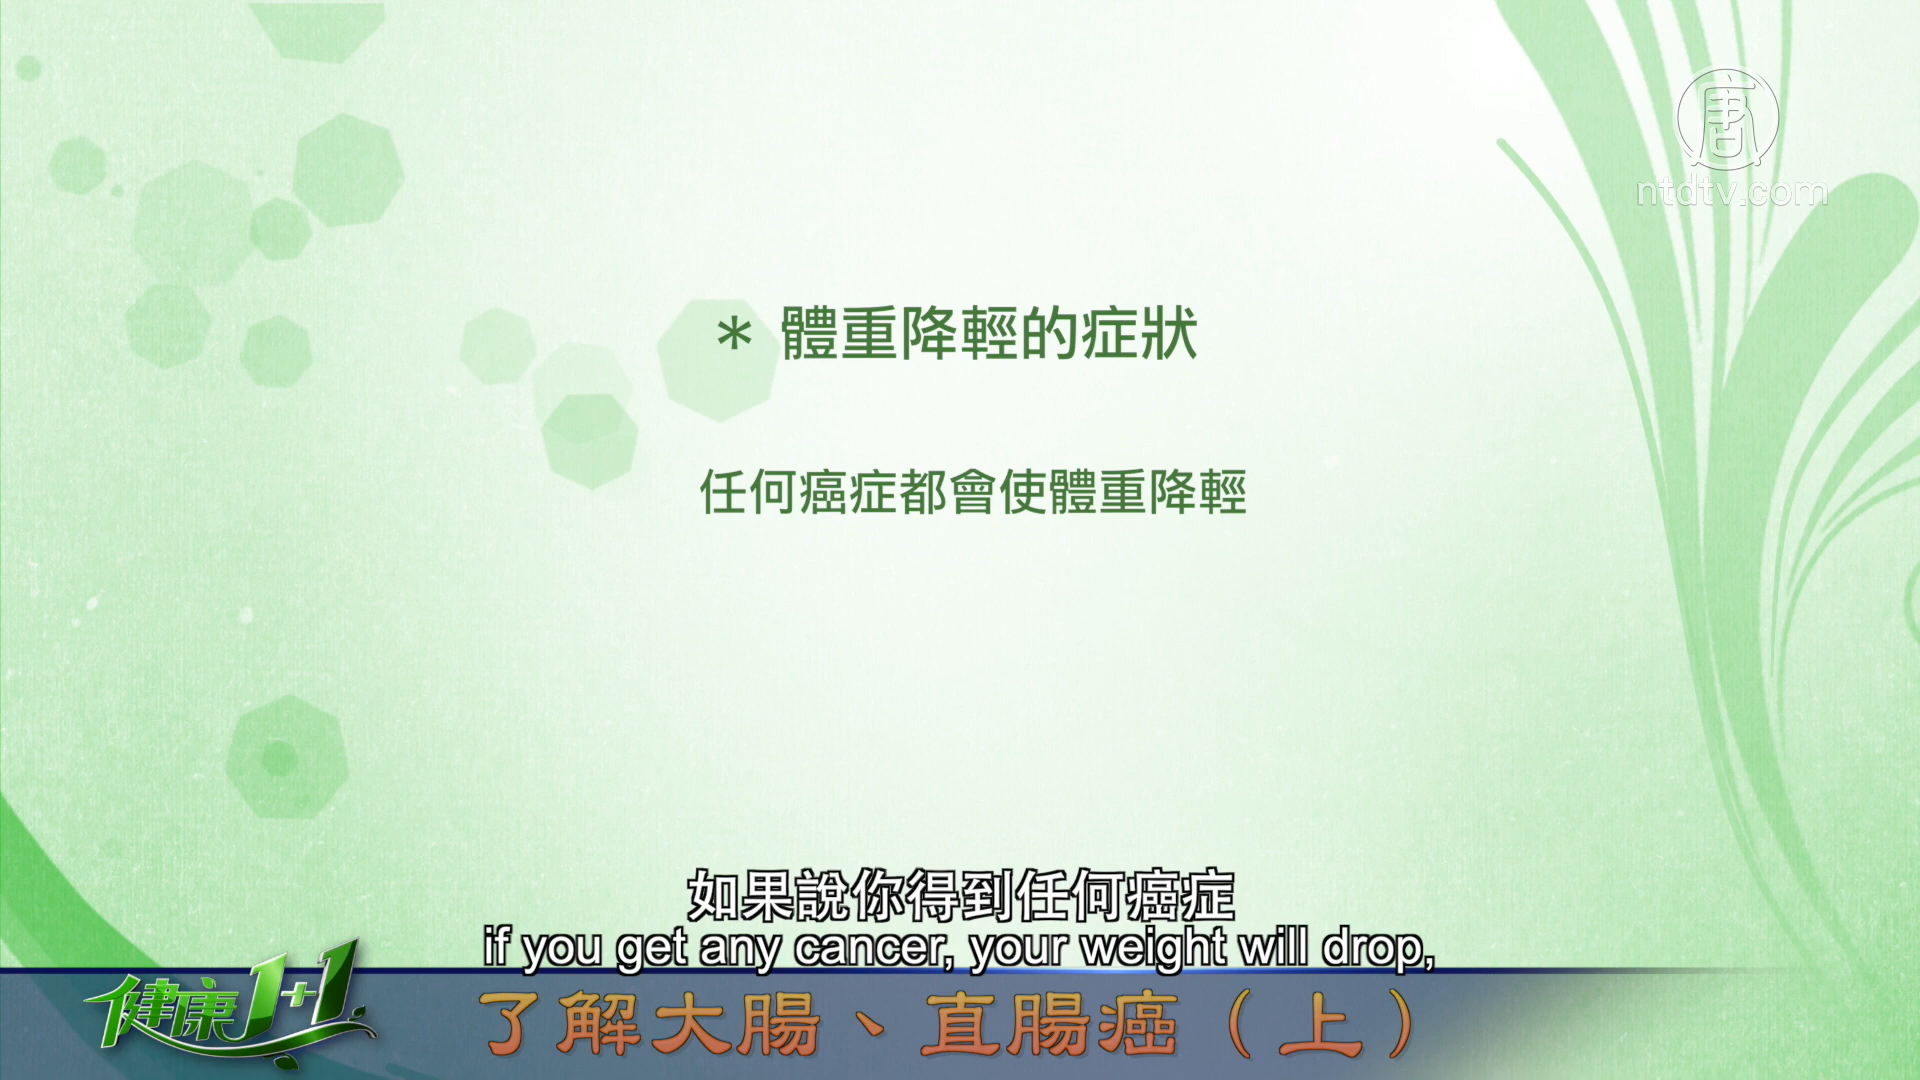 唐
ntdtv.com
* 體重降輕的症狀
任何癌症都會使體重降輕
如果說你得到任何癌症
if you get any cancer, your weight will drop,
健康1+1
了解大腸、直腸癌（上）